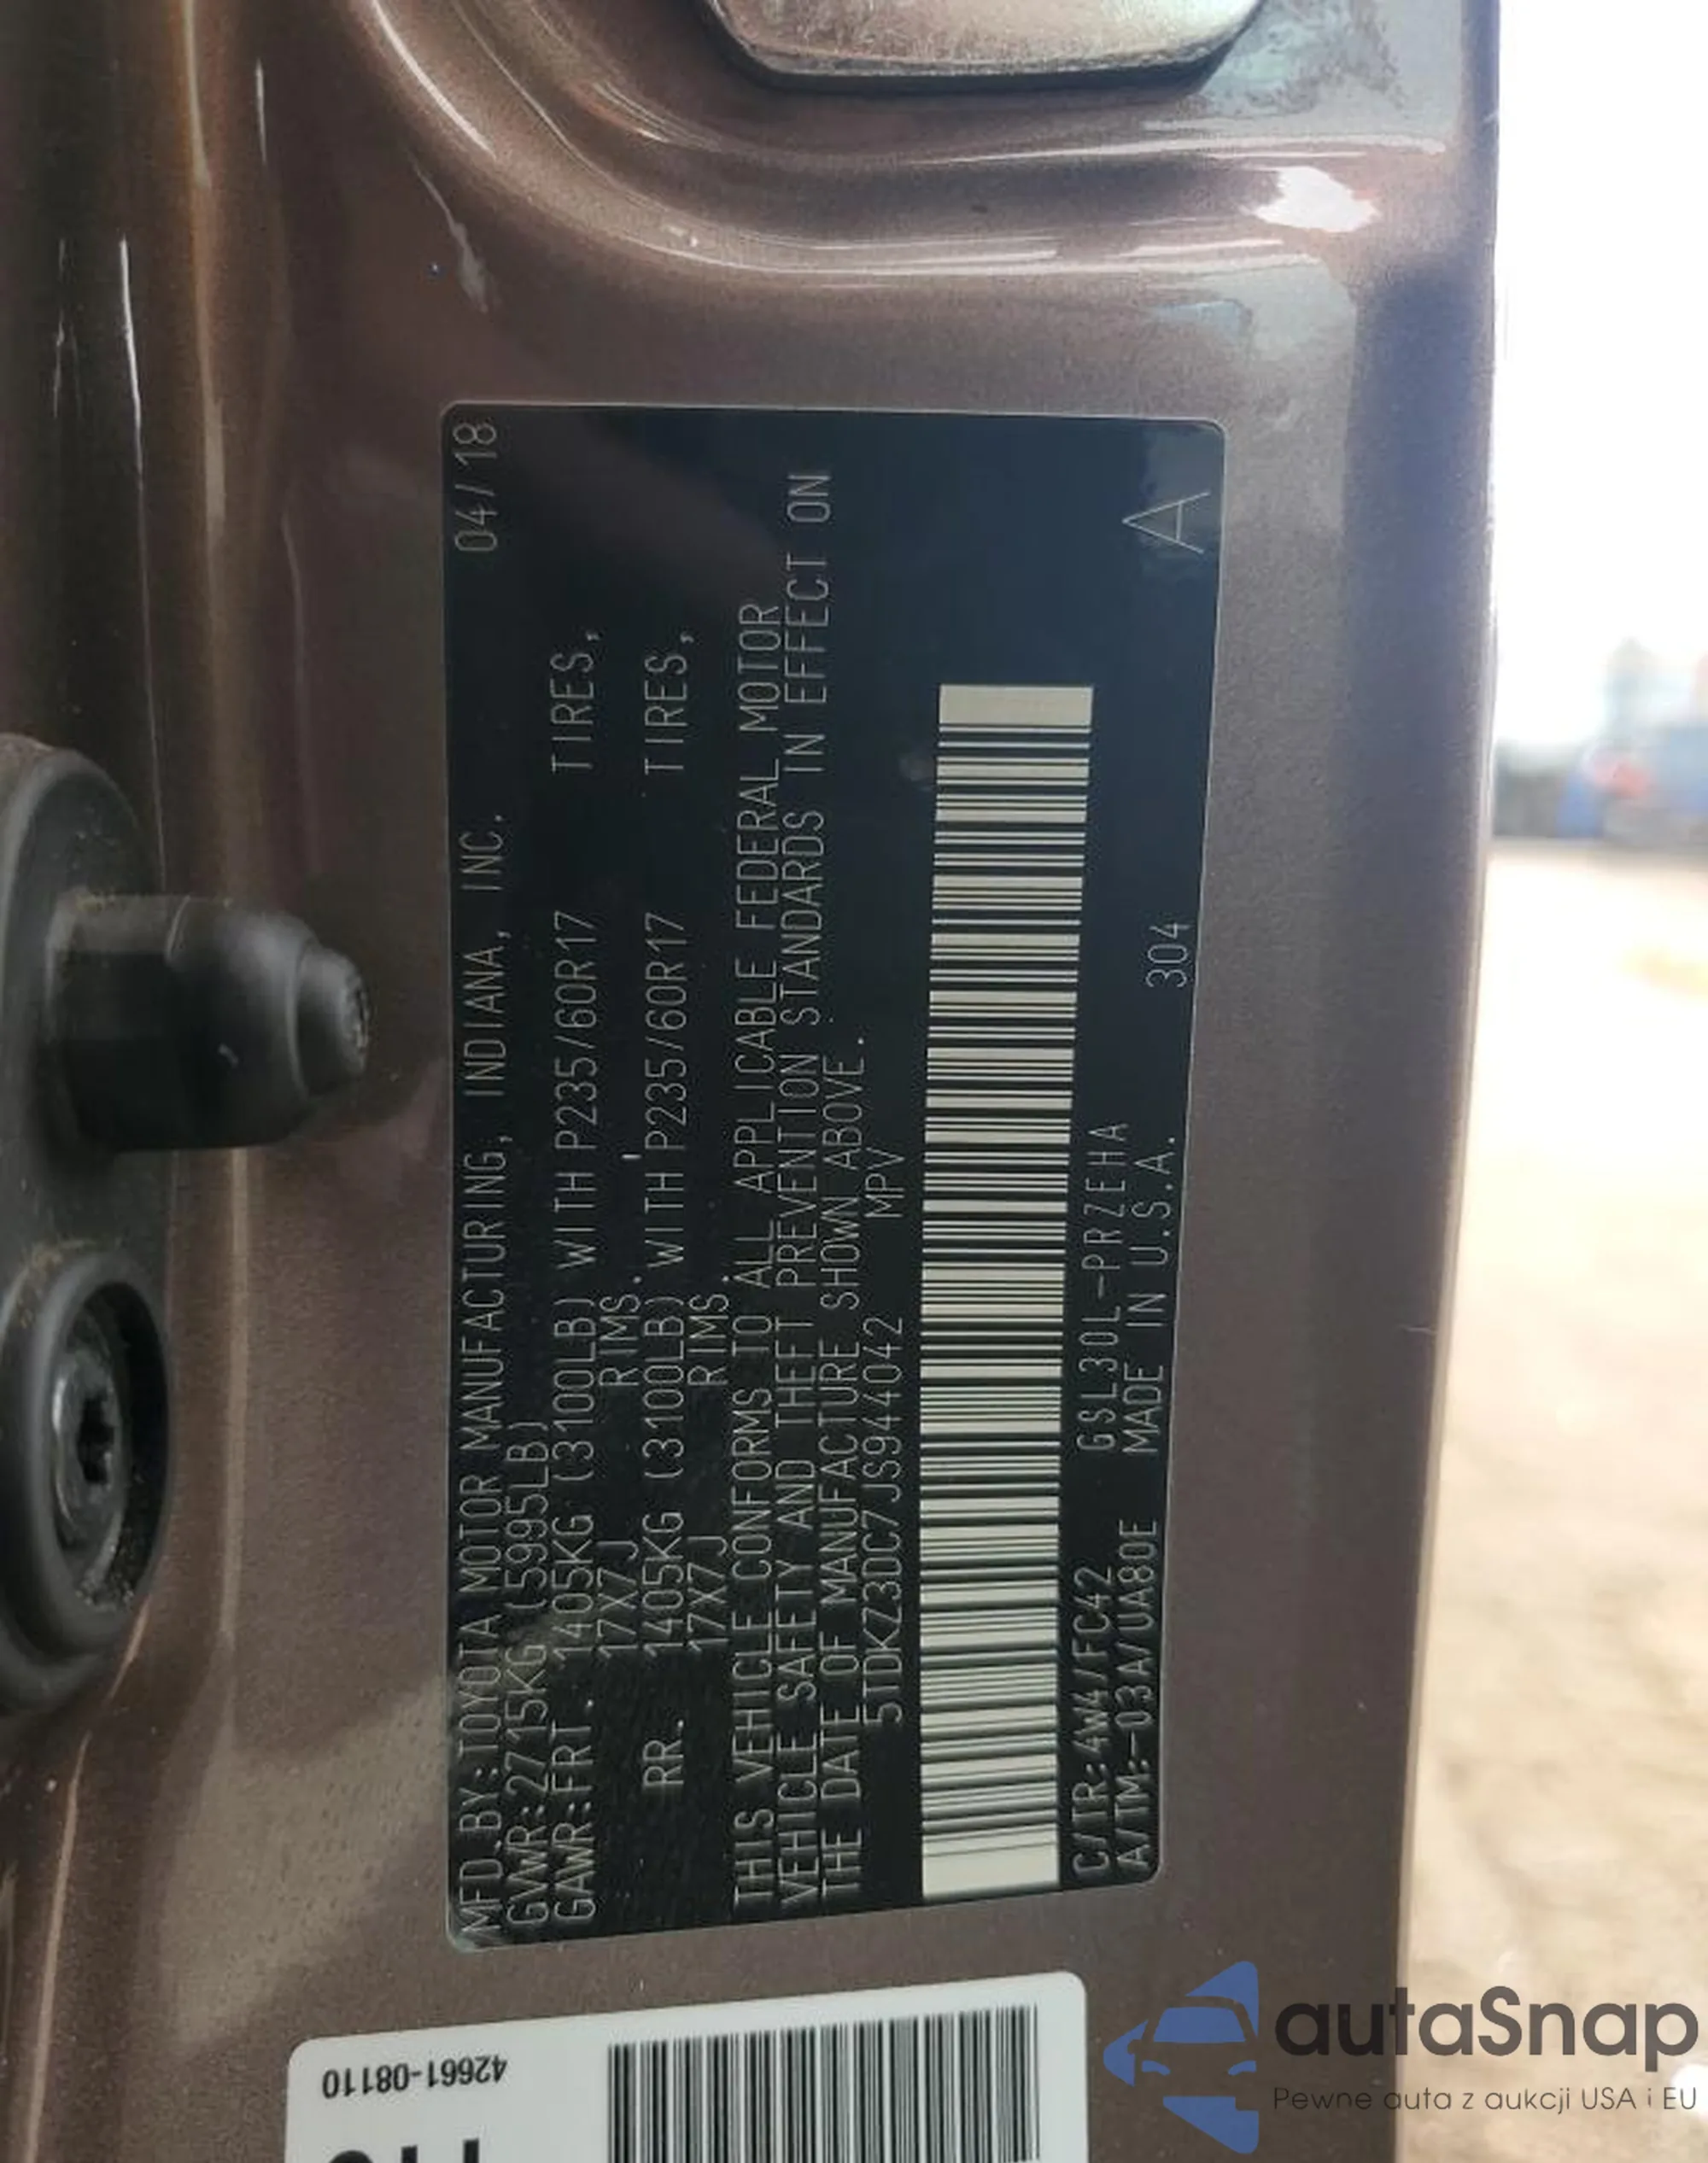 MFD.BY:TOYOTA MOTOR MANUFACTURING, INDIANA, INC. 04/18
GVWR:2715KG (5995LB)
GAWR:FRT. 1405KG (3100LB) WITH P235/60R17 TIRES,
17X7J RIMS.
RR. 1405KG (3100LB) WITH P235/60R17 TIRES,
17X7J RIMS.
THIS VEHICLE CONFORMS TO ALL APPLICABLE FEDERAL MOTOR
VEHICLE SAFETY AND THEFT PREVENTION STANDARDS IN EFFECT ON
THE DATE OF MANUFACTURE SHOWN ABOVE.
5TDKZ3DC7JS944042 MPV
C/TR:4W4/FC42 GSL30L-PRZEHA
A/TM:-03A/UA80E MADE IN U.S.A. 304 A
42661-08110
autaSnap
Pewne auta z aukcji USA i EU